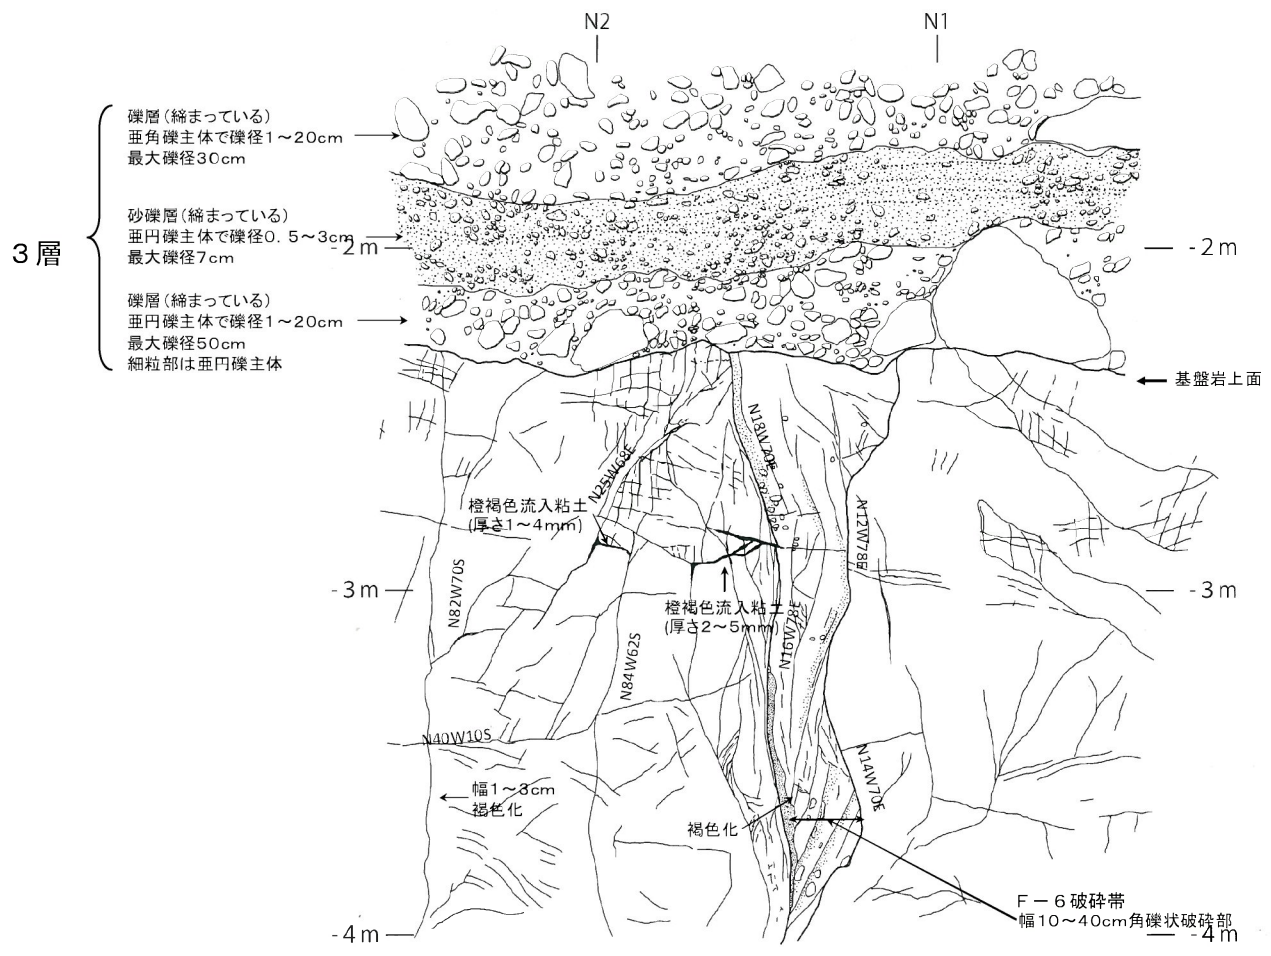 N2
N1
礫層（締まっている）
亜角礫主体で礫径1～20cm
最大礫径30cm
砂礫層（締まっている）
亜円礫主体で礫径0．5～3cm
最大礫径7cm
３層
礫層（締まっている）
亜円礫主体で礫径1～20cm
最大礫径50cm
細粒部は亜円礫主体
-2m
-2m
基盤岩上面
N18W70E
N25W68E
橙褐色流入粘土
(厚さ1～4mm)
N12W78E
-3m
-3m
N82W70S
橙褐色流入粘土
(厚さ2～5mm)
N16W78E
N84W62S
N40W10S
N14W70E
幅1～3cm
褐色化
褐色化
Ｆ－６破砕帯
幅10～40cm角礫状破砕部
-4m
-4m